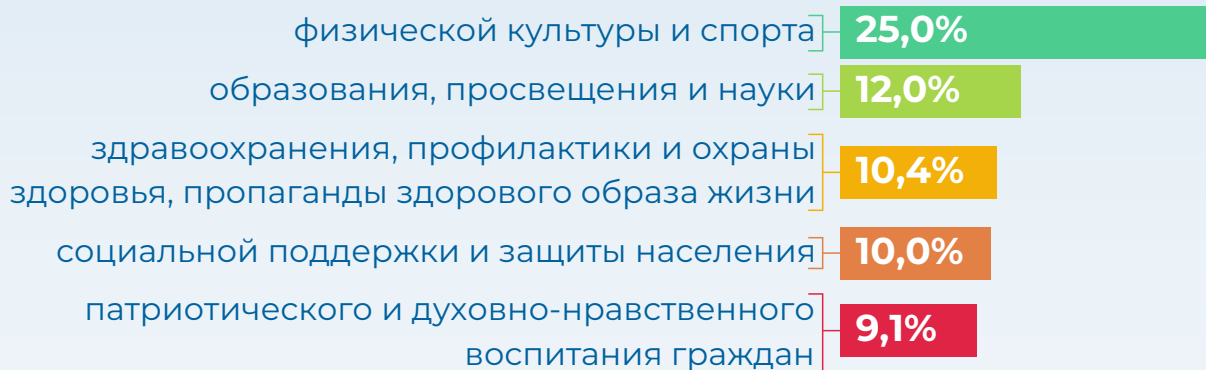 физической культуры и спорта 25,0%
образования, просвещения и науки 12,0%
здравоохранения, профилактики и охраны
здоровья, пропаганды здорового образа жизни 10,4%
социальной поддержки и защиты населения 10,0%
патриотического и духовно-нравственного
воспитания граждан 9,1%